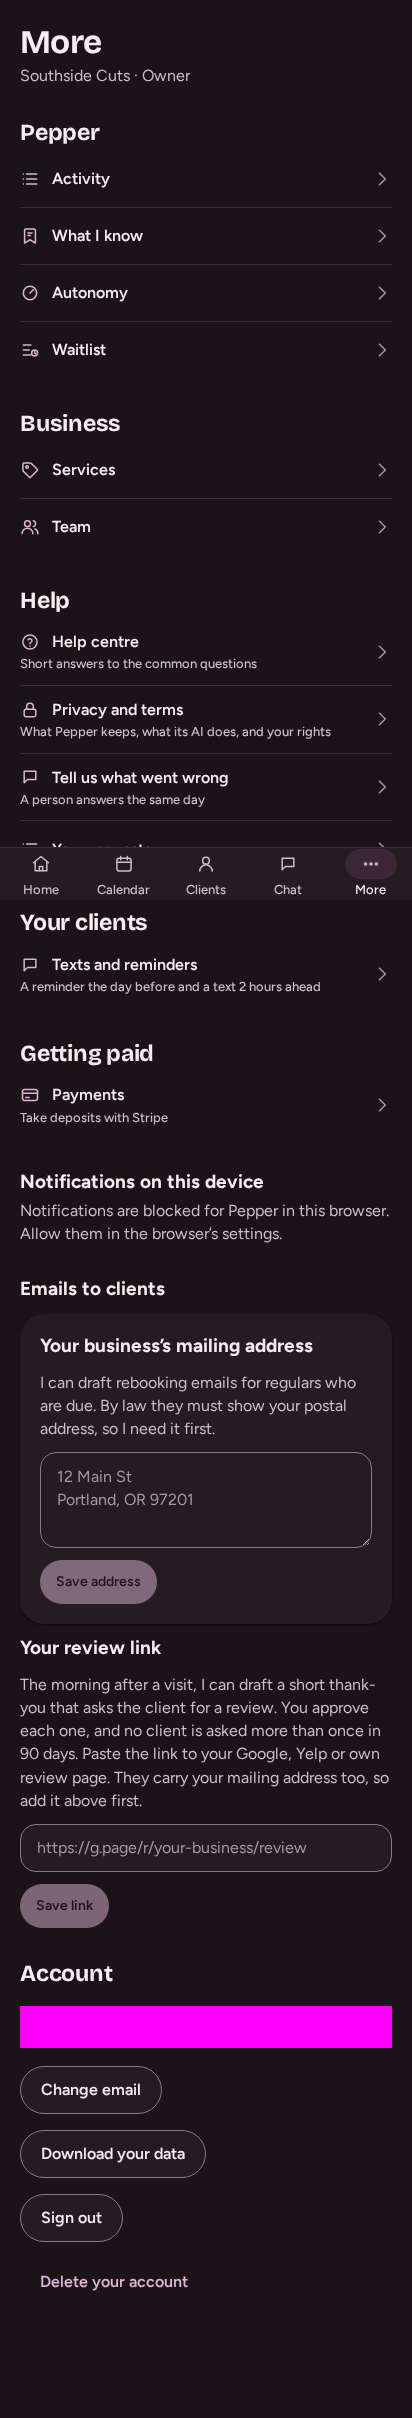 More
Southside Cuts · Owner
Pepper
Activity
What I know
Autonomy
Waitlist
Business
Services
Team
Help
Help centre
Short answers to the common questions
Privacy and terms
What Pepper keeps, what its AI does, and your rights
Tell us what went wrong
A person answers the same day
Home
Calendar
Clients
Chat
More
Your clients
Texts and reminders
A reminder the day before and a text 2 hours ahead
Getting paid
Payments
Take deposits with Stripe
Notifications on this device
Notifications are blocked for Pepper in this browser.
Allow them in the browser’s settings.
Emails to clients
Your business’s mailing address
I can draft rebooking emails for regulars who
are due. By law they must show your postal
address, so I need it first.
12 Main St
Portland, OR 97201
Save address
Your review link
The morning after a visit, I can draft a short thank-
you that asks the client for a review. You approve
each one, and no client is asked more than once in
90 days. Paste the link to your Google, Yelp or own
review page. They carry your mailing address too, so
add it above first.
https://g.page/r/your-business/review
Save link
Account
Change email
Download your data
Sign out
Delete your account